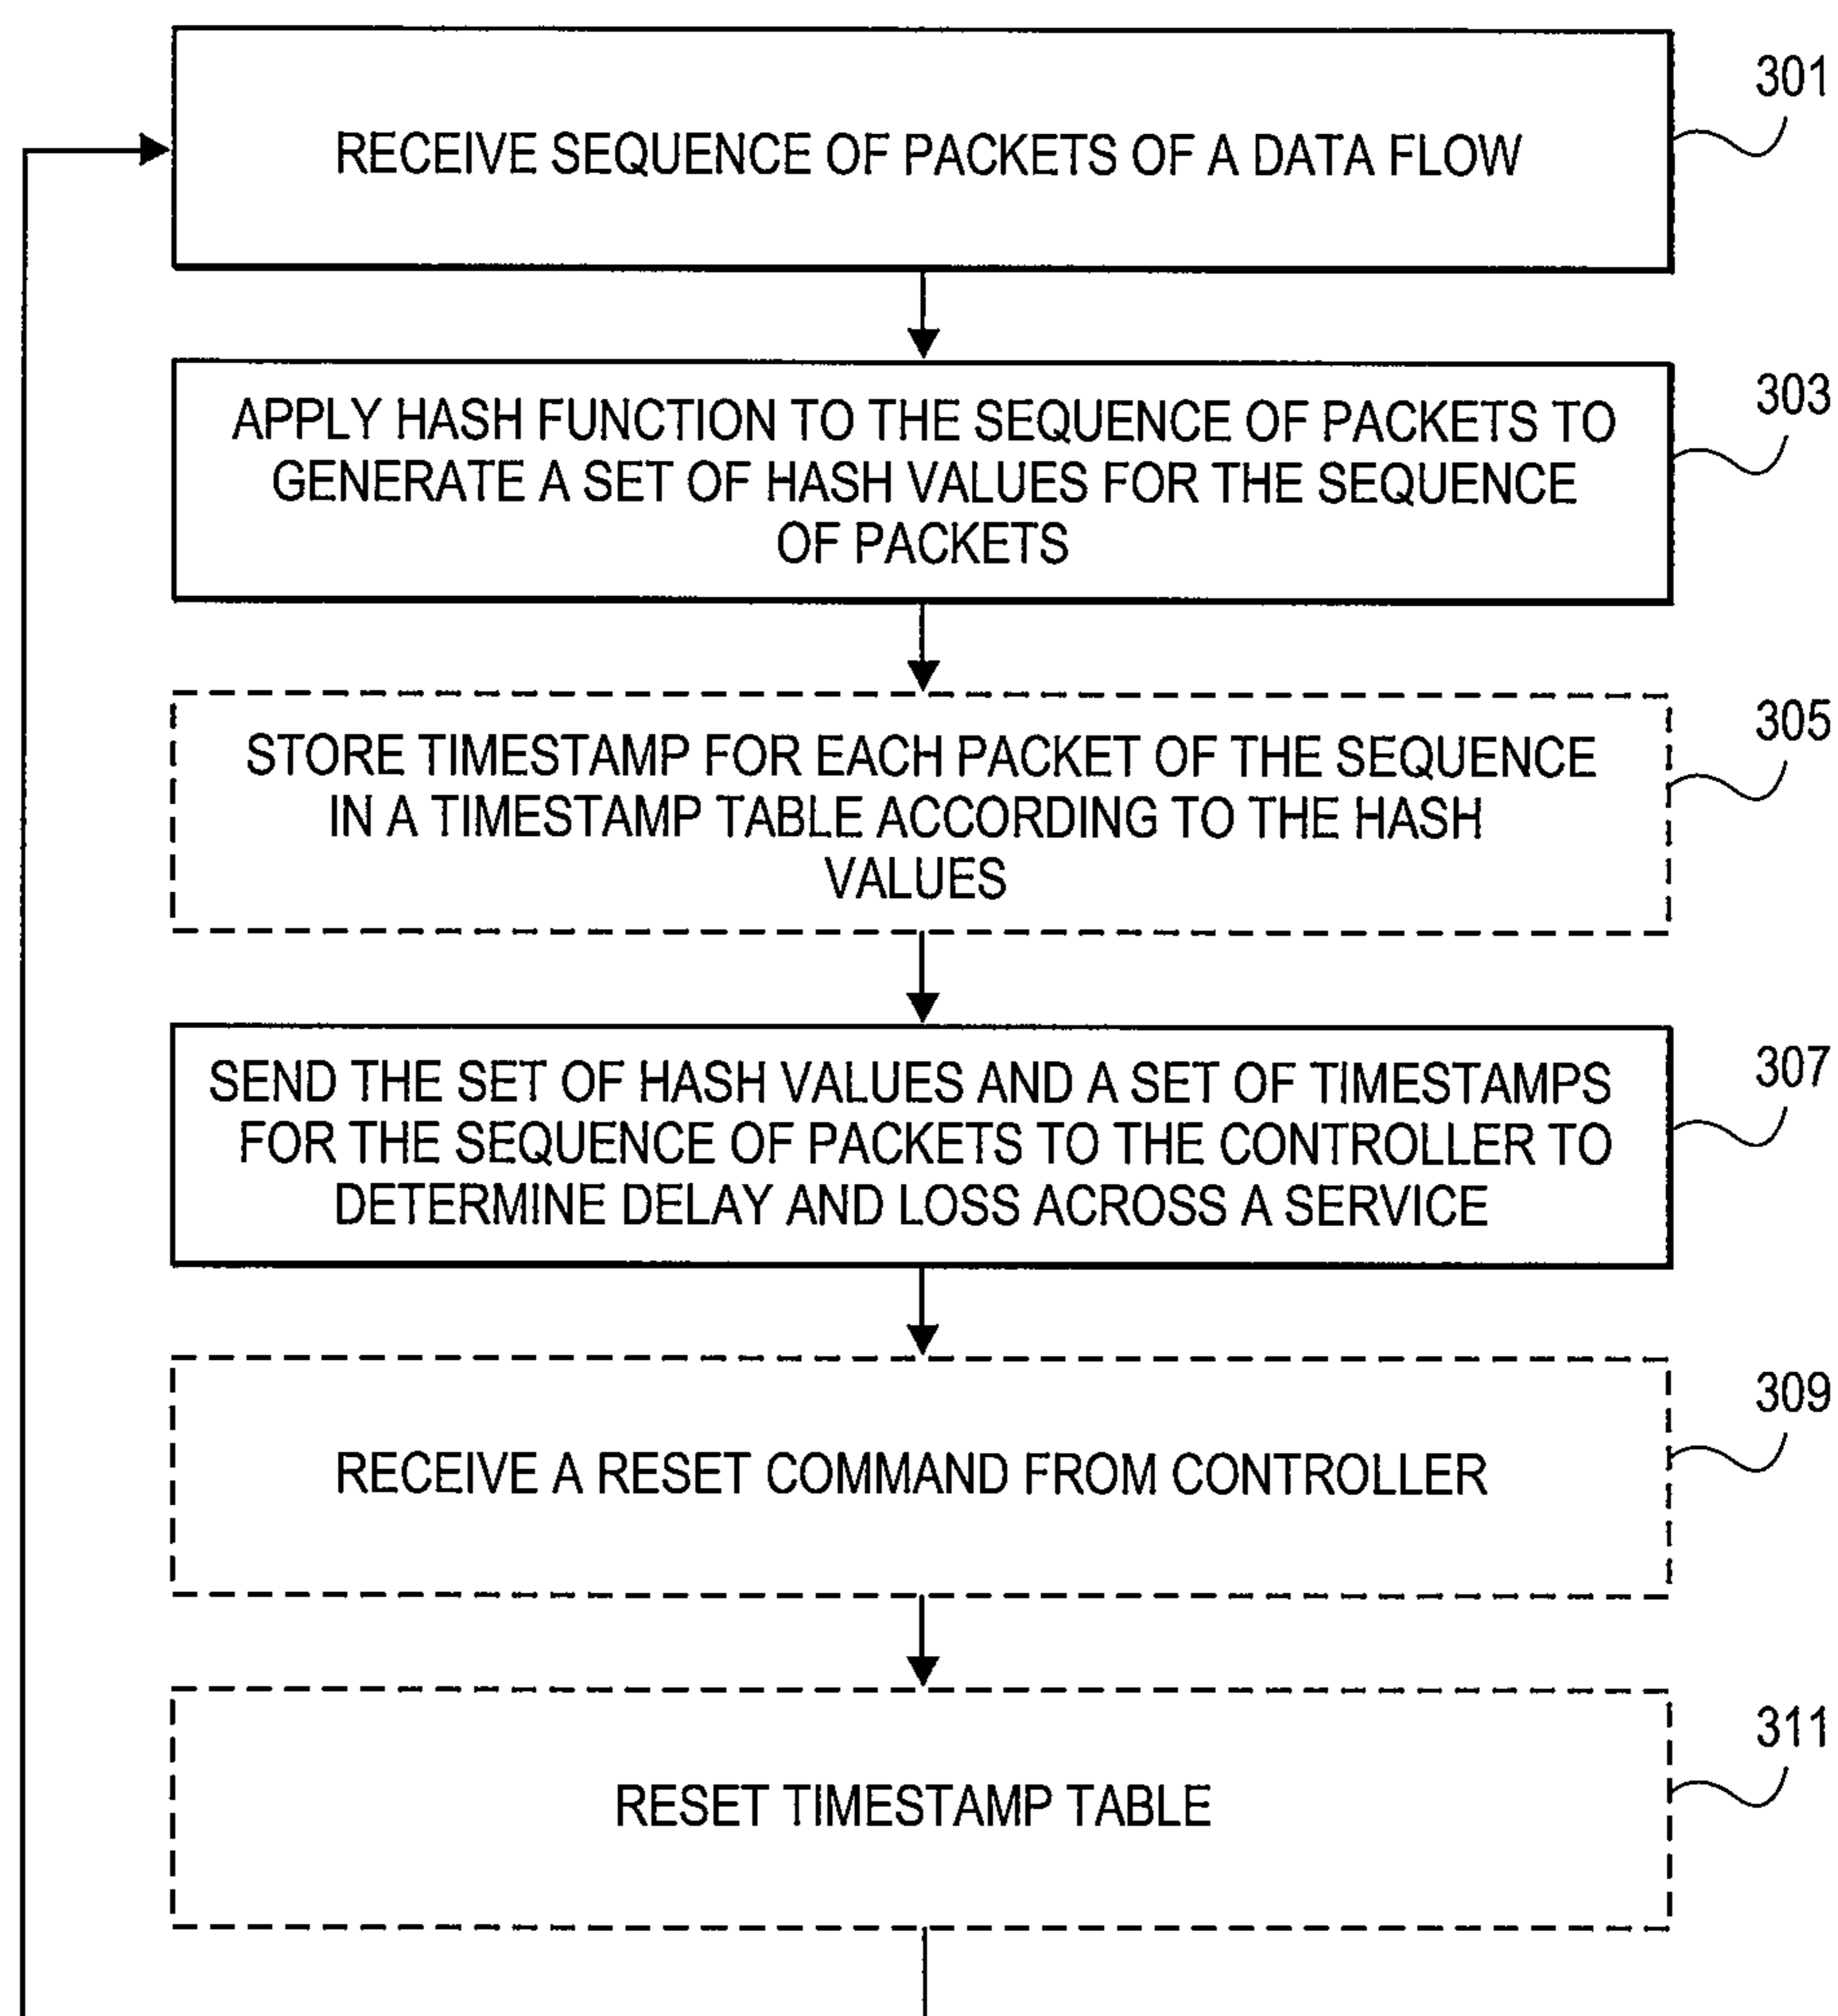 301
RECEIVE SEQUENCE OF PACKETS OF A DATA FLOW
303
APPLY HASH FUNCTION TO THE SEQUENCE OF PACKETS TO
GENERATE A SET OF HASH VALUES FOR THE SEQUENCE
OF PACKETS
305
STORE TIMESTAMP FOR EACH PACKET OF THE SEQUENCE
IN A TIMESTAMP TABLE ACCORDING TO THE HASH
VALUES
307
SEND THE SET OF HASH VALUES AND A SET OF TIMESTAMPS
FOR THE SEQUENCE OF PACKETS TO THE CONTROLLER TO
DETERMINE DELAY AND LOSS ACROSS A SERVICE
309
RECEIVE A RESET COMMAND FROM CONTROLLER
311
RESET TIMESTAMP TABLE